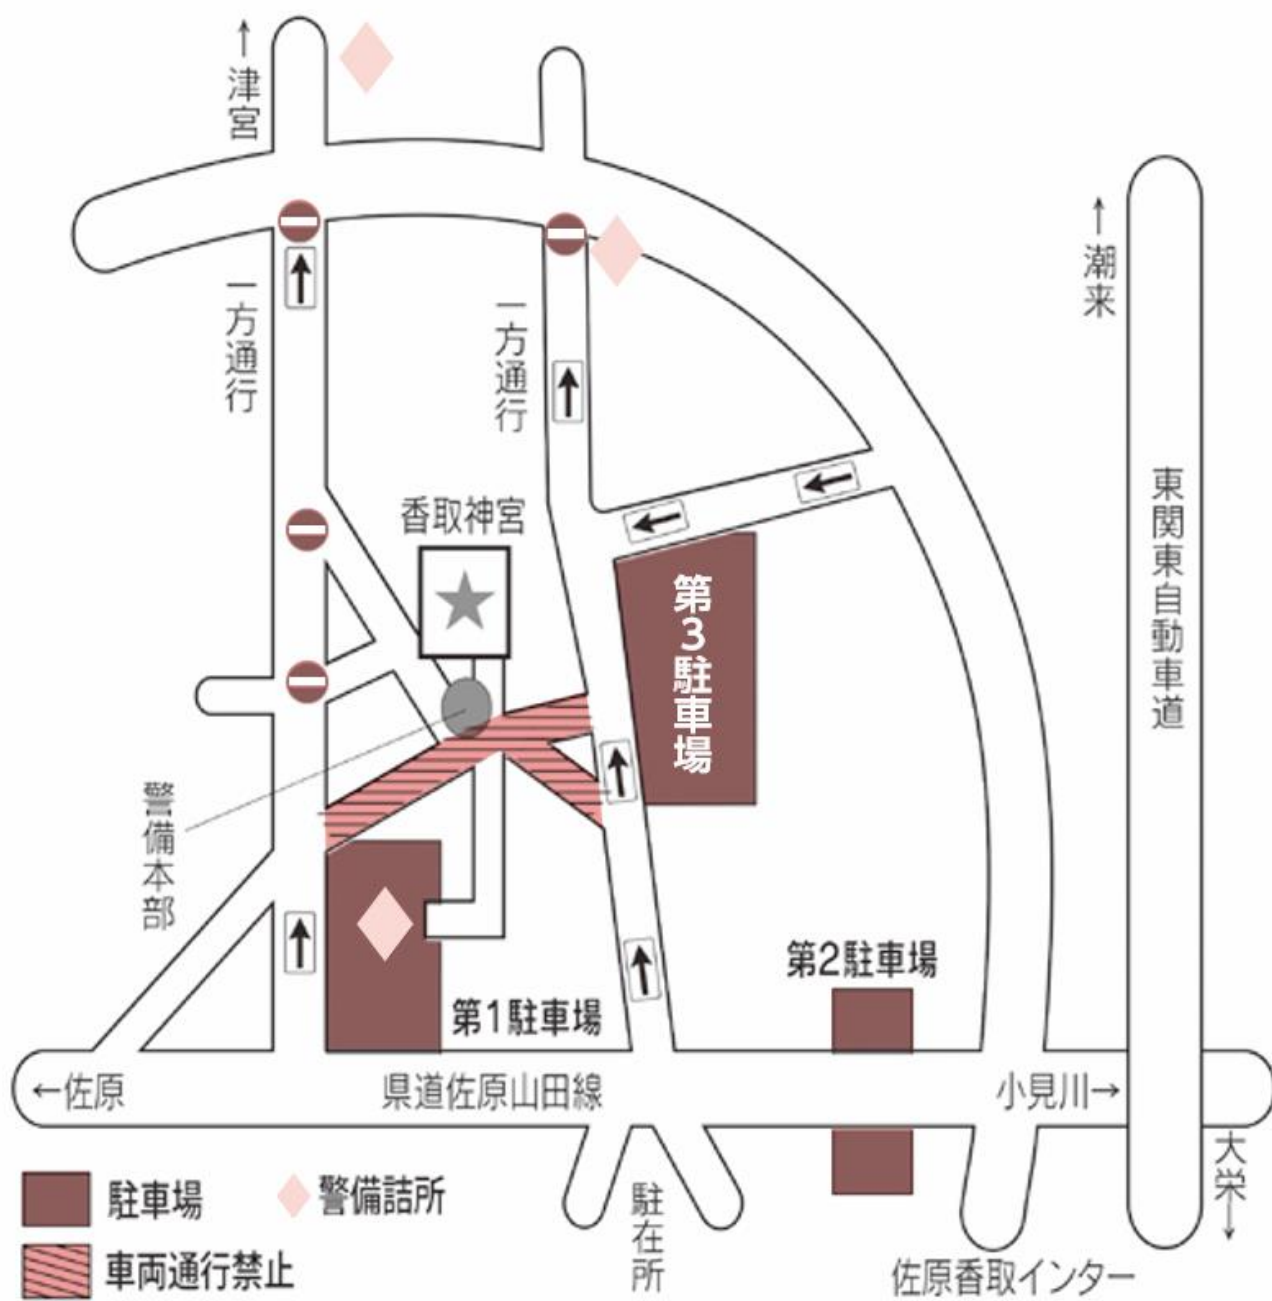 ↑津宮
一方通行
一方通行
↑潮来
香取神宮
東関東自動車道
第3駐車場
警備本部
第2駐車場
第1駐車場
←佐原
県道佐原山田線
小見川→
大栄↓
駐車場
警備詰所
駐在所
車両通行禁止
佐原香取インター